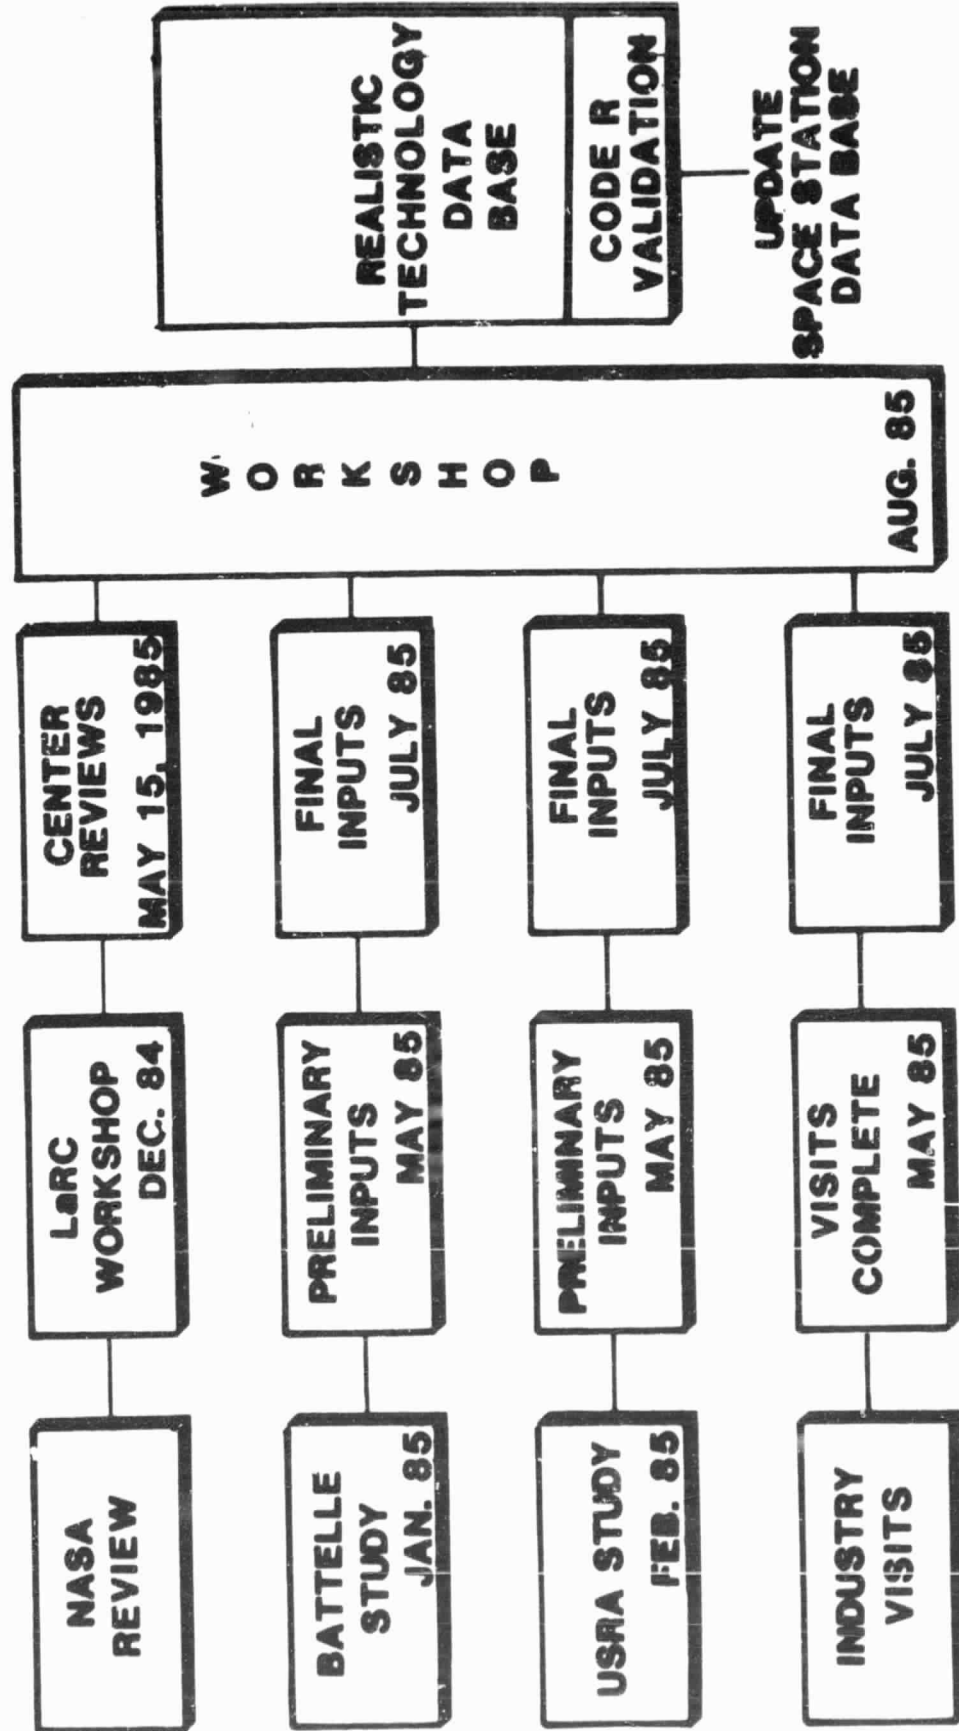 NASA
REVIEW
LaRC
WORKSHOP
DEC. 84
CENTER
REVIEWS
MAY 15, 1985
BATTELLE
STUDY
JAN. 85
PRELIMINARY
INPUTS
MAY 85
FINAL
INPUTS
JULY 85
USRA STUDY
FEB. 85
PRELIMINARY
INPUTS
MAY 85
FINAL
INPUTS
JULY 85
INDUSTRY
VISITS
VISITS
COMPLETE
MAY 85
FINAL
INPUTS
JULY 85
WORKSHOP
AUG. 85
REALISTIC
TECHNOLOGY
DATA
BASE
CODE R
VALIDATION
UPDATE
SPACE STATION
DATA BASE